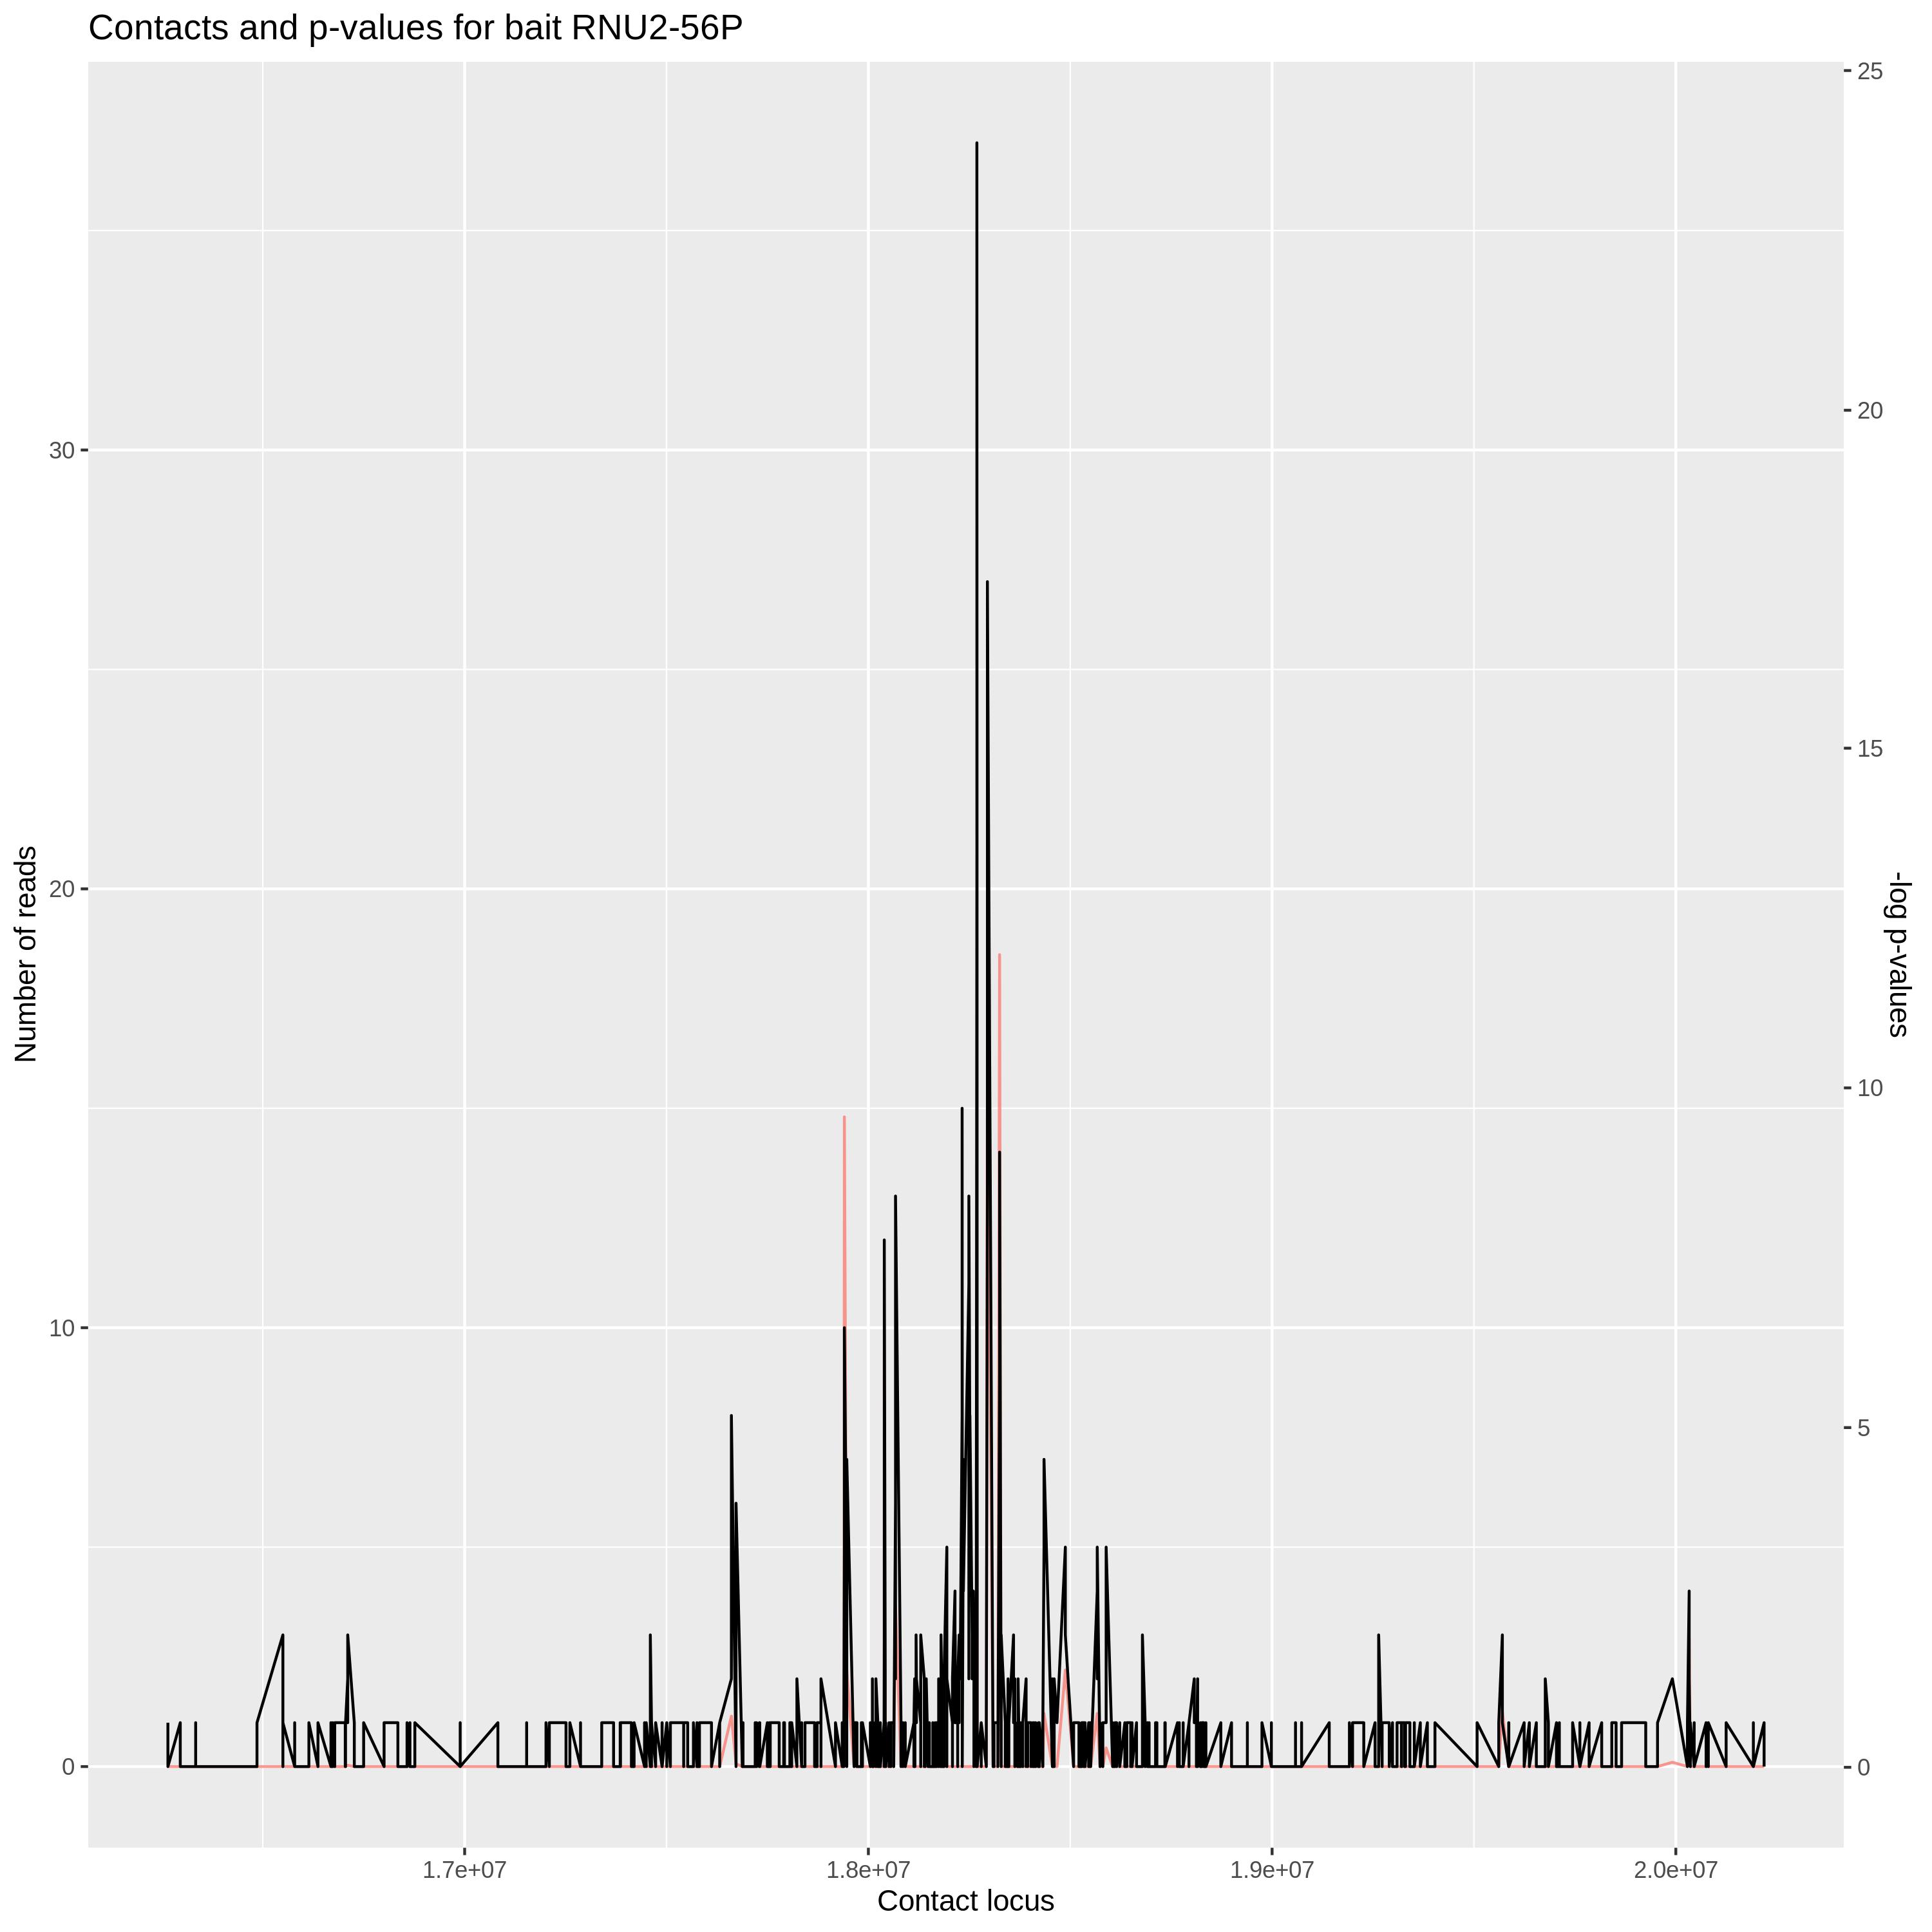 Contacts and p-values for bait RNU2-56P
25
20
15
10
5
0
30
20
10
0
Number of reads
-log p-values
1.7e+07
1.8e+07
1.9e+07
2.0e+07
Contact locus